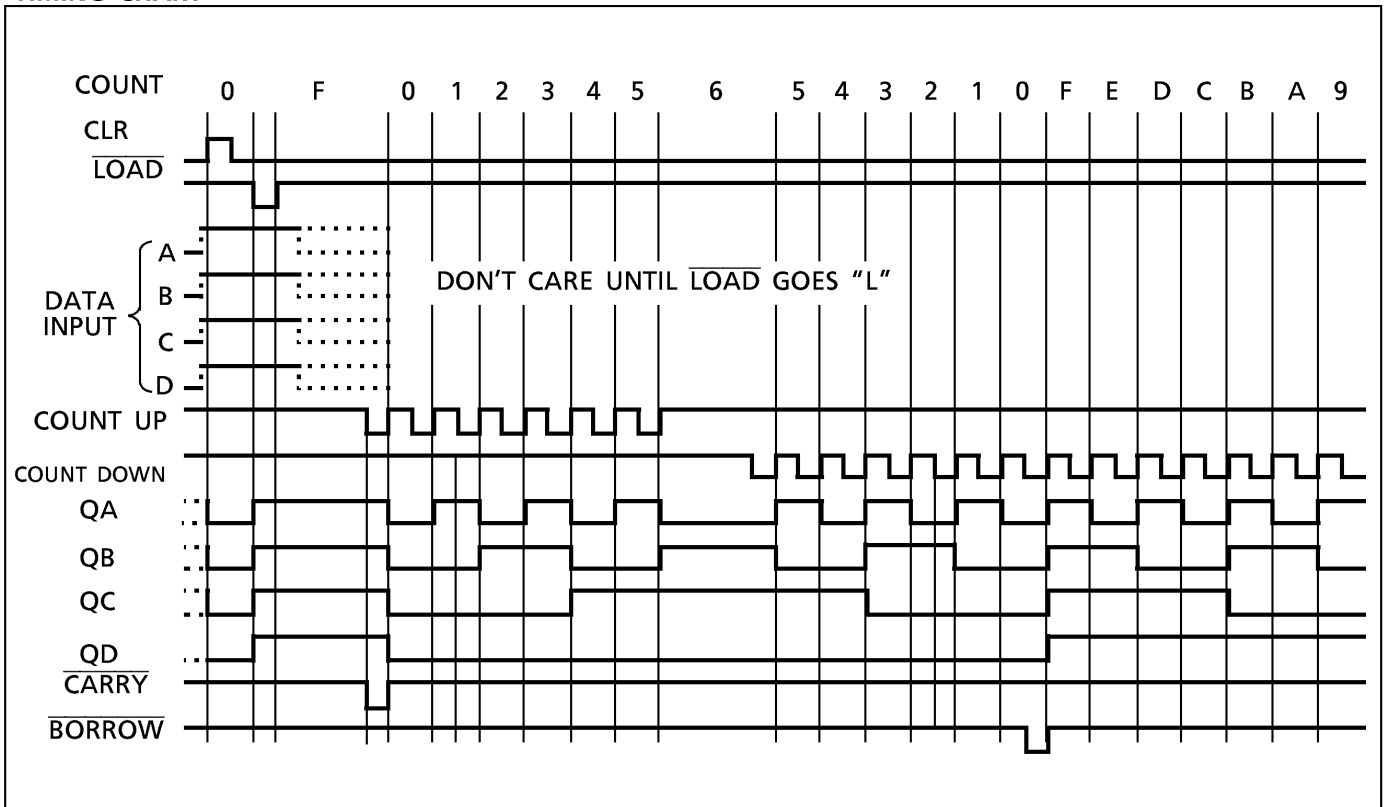 COUNT 0 F 0 1 2 3 4 5 6 5 4 3 2 1 0 F E D C B A 9
CLR
LOAD
A
B
DATA
INPUT
C
D
DON'T CARE UNTIL LOAD GOES “L”
COUNT UP
COUNT DOWN
QA
QB
QC
QD
CARRY
BORROW